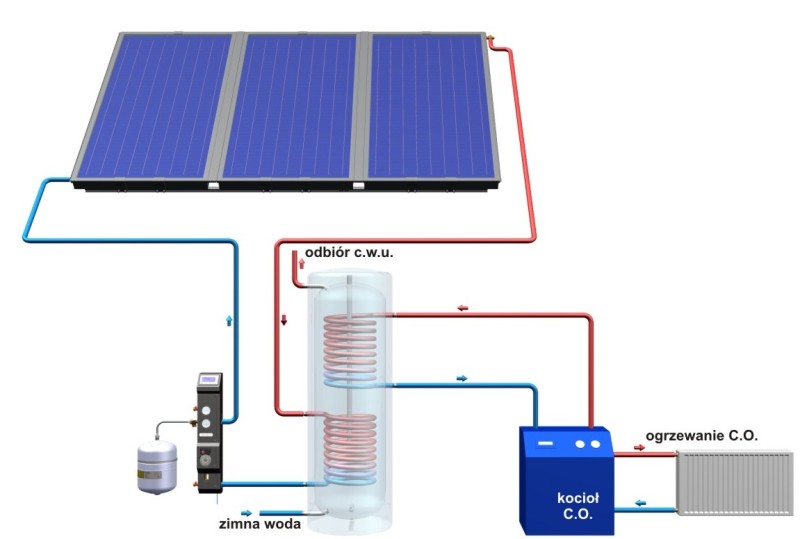 odbiór c.w.u.
ogrzewanie C.O.
kocioł
C.O.
zimna woda